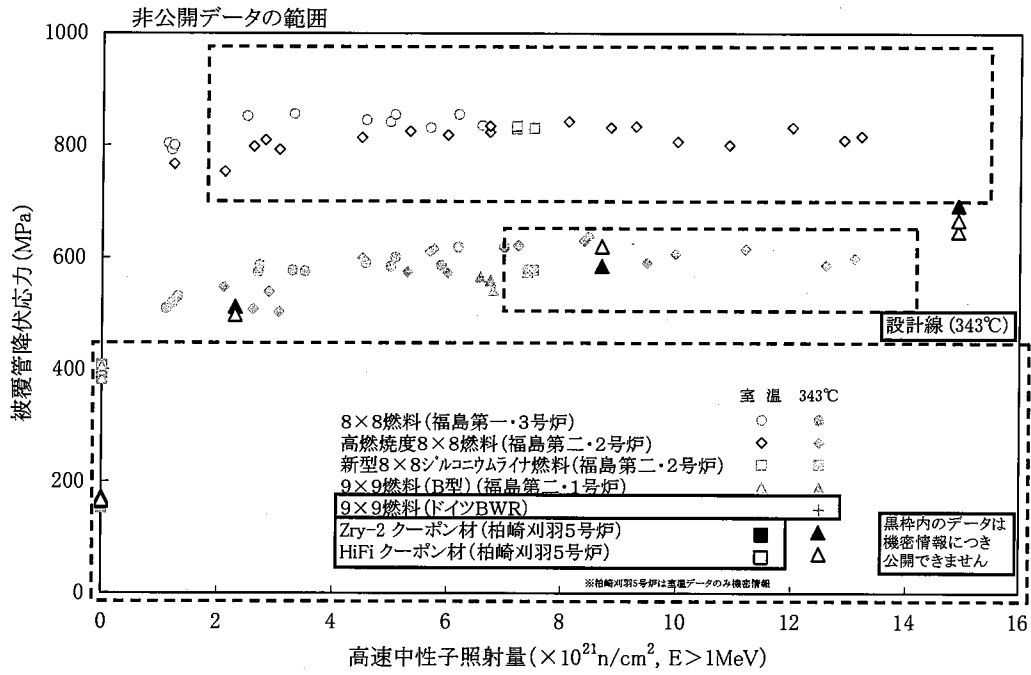 非公開データの範囲
1000
800
600
400
200
0
被覆管降伏応力(MPa)
設計線(343℃)
室温 343℃
8×8燃料(福島第一・3号炉)
高燃焼度8×8燃料(福島第二・2号炉)
新型8×8ジルコニウムライナ燃料(福島第二・2号炉)
9×9燃料(B型)(福島第二・1号炉)
9×9燃料(ドイツBWR)
Zry-2 クーポン材(柏崎刈羽5号炉)
HiFi クーポン材(柏崎刈羽5号炉)
※柏崎刈羽5号炉は室温データのみ機密情報
黒枠内のデータは
機密情報につき
公開できません
0 2 4 6 8 10 12 14 16
高速中性子照射量(×10²¹n/cm², E>1MeV)